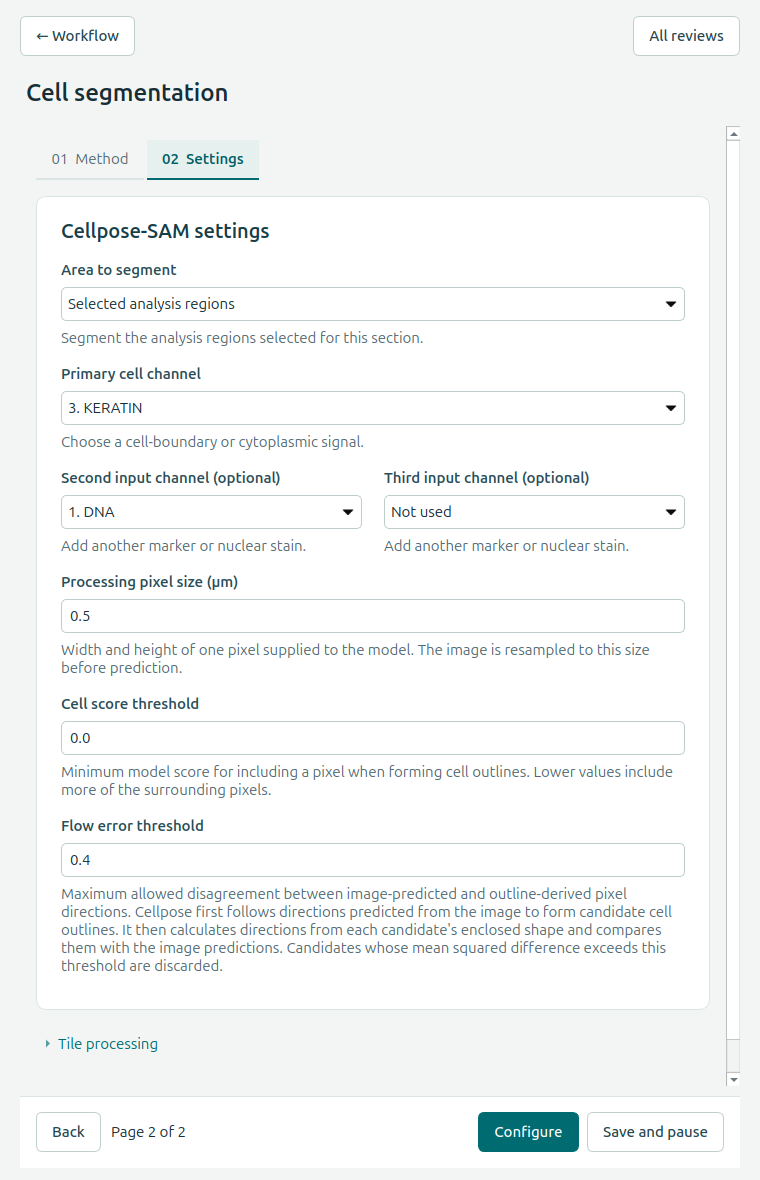 ← Workflow
All reviews
Cell segmentation
01 Method
02 Settings
Cellpose-SAM settings
Area to segment
Selected analysis regions
Segment the analysis regions selected for this section.
Primary cell channel
3. KERATIN
Choose a cell-boundary or cytoplasmic signal.
Second input channel (optional)
1. DNA
Add another marker or nuclear stain.
Third input channel (optional)
Not used
Add another marker or nuclear stain.
Processing pixel size (µm)
0.5
Width and height of one pixel supplied to the model. The image is resampled to this size
before prediction.
Cell score threshold
0.0
Minimum model score for including a pixel when forming cell outlines. Lower values include
more of the surrounding pixels.
Flow error threshold
0.4
Maximum allowed disagreement between image-predicted and outline-derived pixel
directions. Cellpose first follows directions predicted from the image to form candidate cell
outlines. It then calculates directions from each candidate's enclosed shape and compares
them with the image predictions. Candidates whose mean squared difference exceeds this
threshold are discarded.
Tile processing
Back
Page 2 of 2
Configure
Save and pause